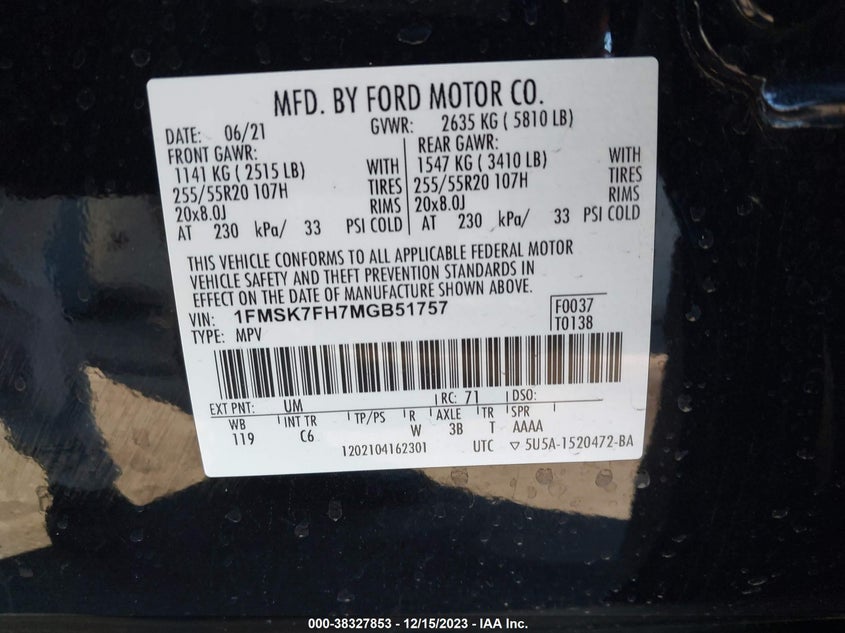 MFD. BY FORD MOTOR CO.
DATE: 06/21 GVWR: 2635 KG ( 5810 LB)
FRONT GAWR: REAR GAWR:
1141 KG ( 2515 LB) WITH 1547 KG ( 3410 LB) WITH
255/55R20 107H TIRES 255/55R20 107H TIRES
20x8.0J RIMS 20x8.0J RIMS
AT 230 kPa/ 33 PSI COLD AT 230 kPa/ 33 PSI COLD
THIS VEHICLE CONFORMS TO ALL APPLICABLE FEDERAL MOTOR
VEHICLE SAFETY AND THEFT PREVENTION STANDARDS IN
EFFECT ON THE DATE OF MANUFACTURE SHOWN ABOVE.
VIN: 1FMSK7FH7MGB51757 F0037
TYPE: MPV T0138
EXT PNT: UM RC: 71 DSO:
WB INT TR TP/PS R AXLE TR SPR
119 C6 W 3B T AAAA
1202104162301 UTC ▽ 5U5A-1520472-BA
000-38327853 - 12/15/2023 - IAA Inc.